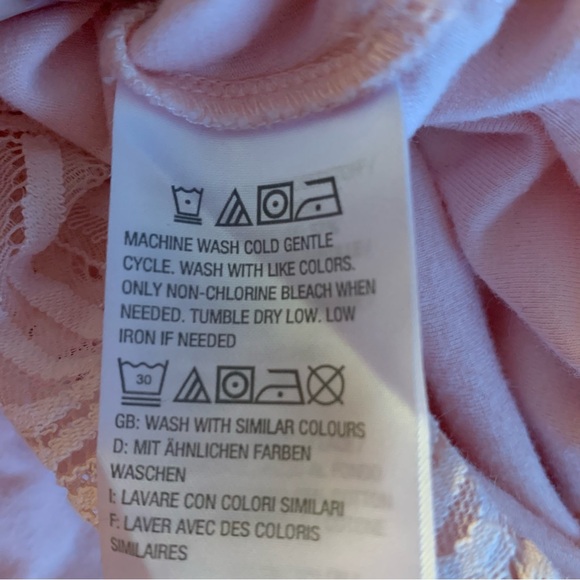 MACHINE WASH COLD GENTLE
CYCLE. WASH WITH LIKE COLORS.
ONLY NON-CHLORINE BLEACH WHEN
NEEDED. TUMBLE DRY LOW. LOW
IRON IF NEEDED
30
GB: WASH WITH SIMILAR COLOURS
D: MIT ÄHNLICHEN FARBEN
WASCHEN
I: LAVARE CON COLORI SIMILARI
F: LAVER AVEC DES COLORIS
SIMILAIRES